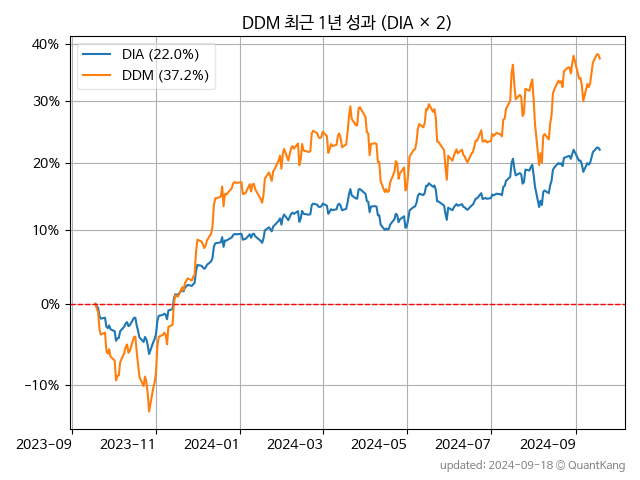 DDM 최근 1년 성과 (DIA × 2)
DIA (22.0%)
DDM (37.2%)
40%
30%
20%
10%
0%
−10%
2023−09 2023−11 2024−01 2024−03 2024−05 2024−07 2024−09
updated: 2024-09-18 © QuantKang